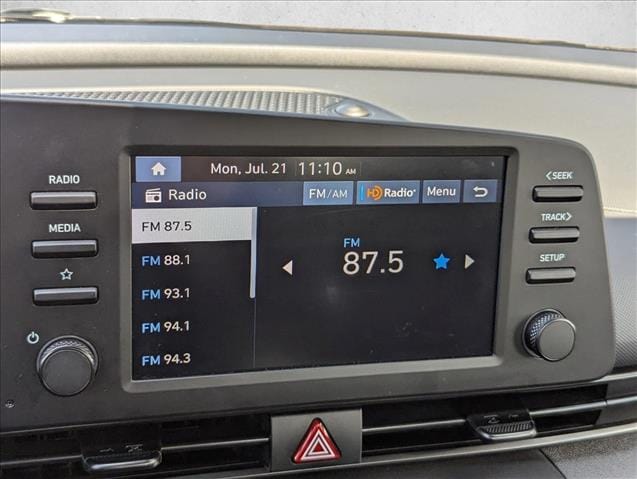 Mon, Jul. 21 11:10 AM
Radio FM/AM HD Radio Menu
RADIO
MEDIA
FM 87.5
FM 88.1
FM 93.1
FM 94.1
FM 94.3
FM
87.5
<SEEK
TRACK>
SETUP